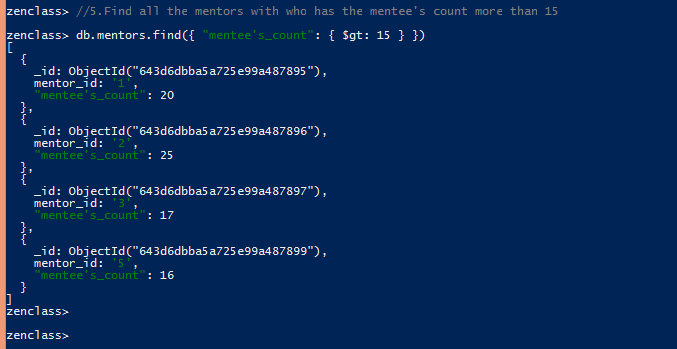 zenclass> //5.Find all the mentors with who has the mentee's count more than 15
zenclass> db.mentors.find({ "mentee's_count": { $gt: 15 } })
[
  {
    _id: ObjectId("643d6dbba5a725e99a487895"),
    mentor_id: '1',
    "mentee's_count": 20
  },
  {
    _id: ObjectId("643d6dbba5a725e99a487896"),
    mentor_id: '2',
    "mentee's_count": 25
  },
  {
    _id: ObjectId("643d6dbba5a725e99a487897"),
    mentor_id: '3',
    "mentee's_count": 17
  },
  {
    _id: ObjectId("643d6dbba5a725e99a487899"),
    mentor_id: '5',
    "mentee's_count": 16
  }
]
zenclass>
zenclass>